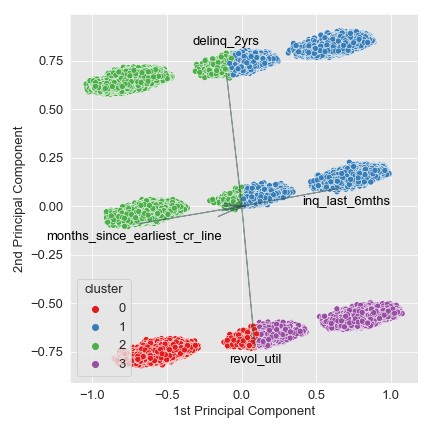 delinq_2yrs
0.75
0.50
0.25
0.00
−0.25
−0.50
−0.75
2nd Principal Component
inq_last_6mths
months_since_earliest_cr_line
cluster
0
1
2
3
revol_util
−1.0
−0.5
0.0
0.5
1.0
1st Principal Component